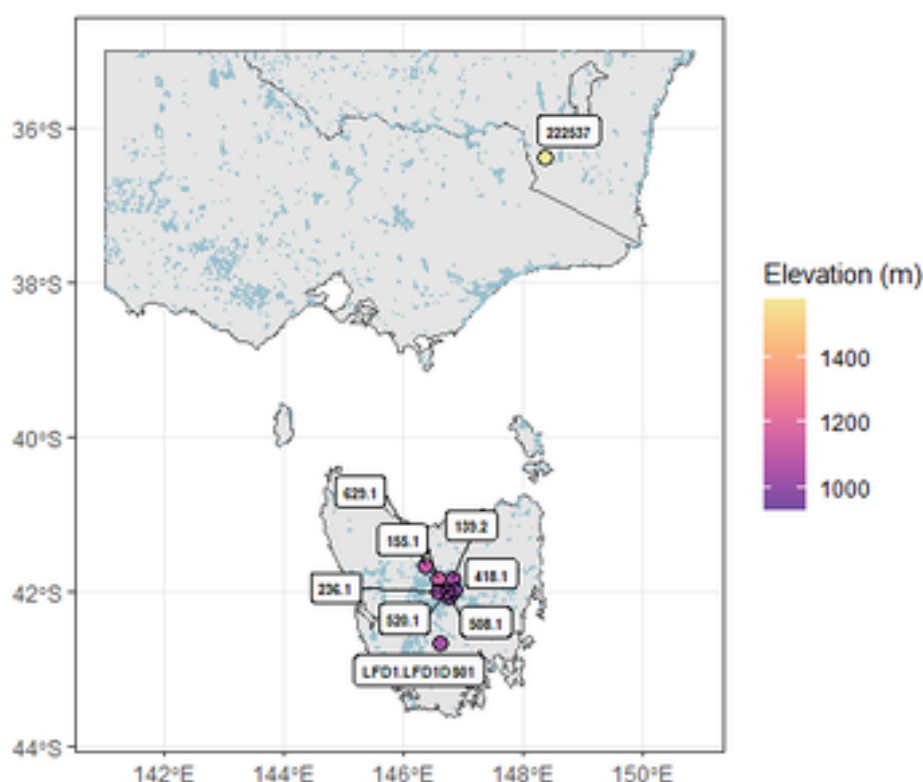 36°S
38°S
40°S
42°S
44°S
142°E
144°E
146°E
148°E
150°E
222537
629.1
139.2
155.1
418.1
236.1
520.1
508.1
LFD1.LFD1D501
Elevation (m)
1400
1200
1000